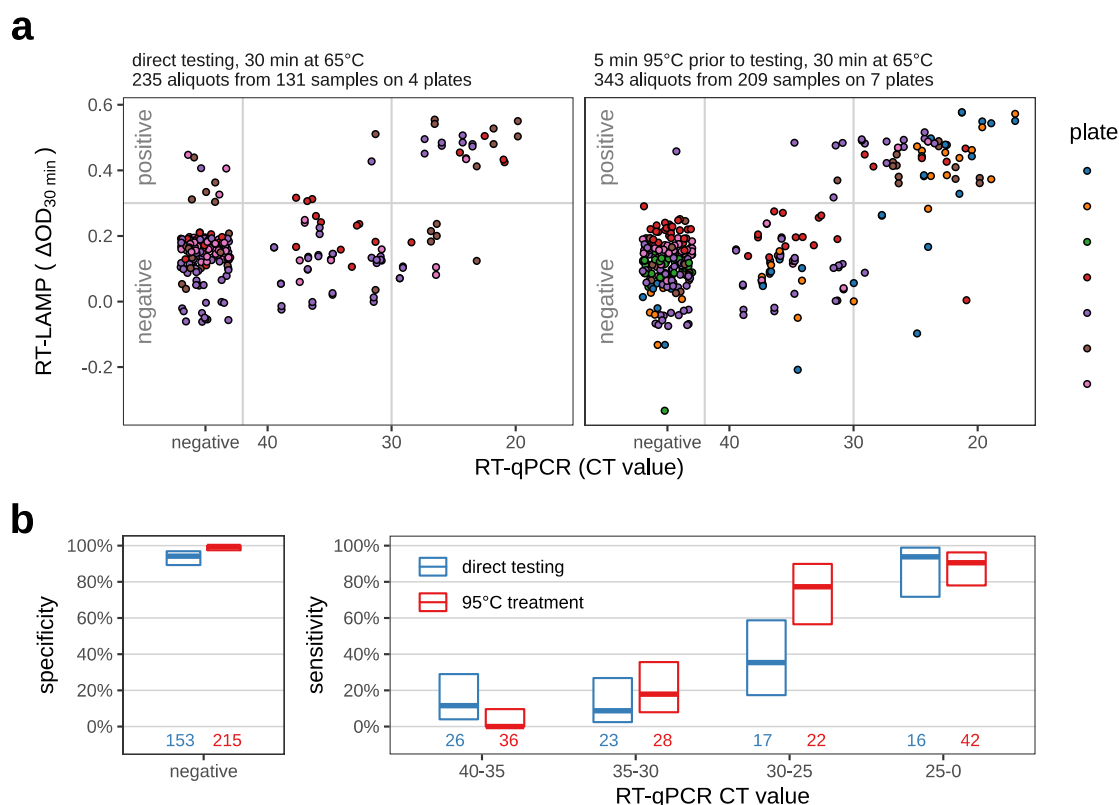 a
direct testing, 30 min at 65°C
235 aliquots from 131 samples on 4 plates
5 min 95°C prior to testing, 30 min at 65°C
343 aliquots from 209 samples on 7 plates
RT-LAMP ( ΔOD30 min )
0.6
0.4
0.2
0.0
−0.2
positive
negative
positive
negative
plate
negative 40 30 20
negative 40 30 20
RT-qPCR (CT value)
b
specificity
100%
80%
60%
40%
20%
0%
153 215
negative
sensitivity
100%
80%
60%
40%
20%
0%
direct testing
95°C treatment
26 36 23 28 17 22 16 42
40-35 35-30 30-25 25-0
RT-qPCR CT value